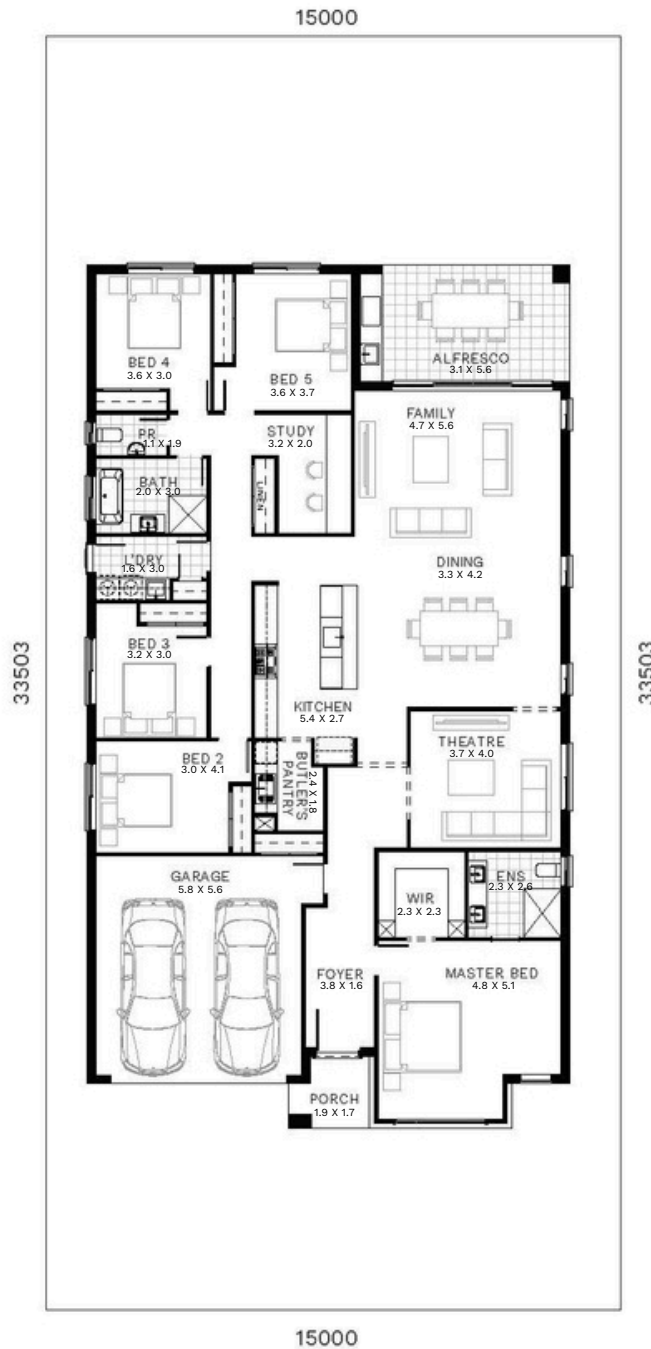 15000
BED 4
3.6 X 3.0
BED 5
3.6 X 3.7
ALFRESCO
3.1 X 5.6
PR
1.1 X 1.9
STUDY
3.2 X 2.0
FAMILY
4.7 X 5.6
BATH
2.0 X 3.0
LINEN
L'DRY
1.6 X 3.0
DINING
3.3 X 4.2
BED 3
3.2 X 3.0
33503
33503
KITCHEN
5.4 X 2.7
BED 2
3.0 X 4.1
BUTLER'S
PANTRY
2.4 X 1.8
THEATRE
3.7 X 4.0
GARAGE
5.8 X 5.6
WIR
2.3 X 2.3
ENS
2.3 X 2.6
FOYER
3.8 X 1.6
MASTER BED
4.8 X 5.1
PORCH
1.9 X 1.7
15000